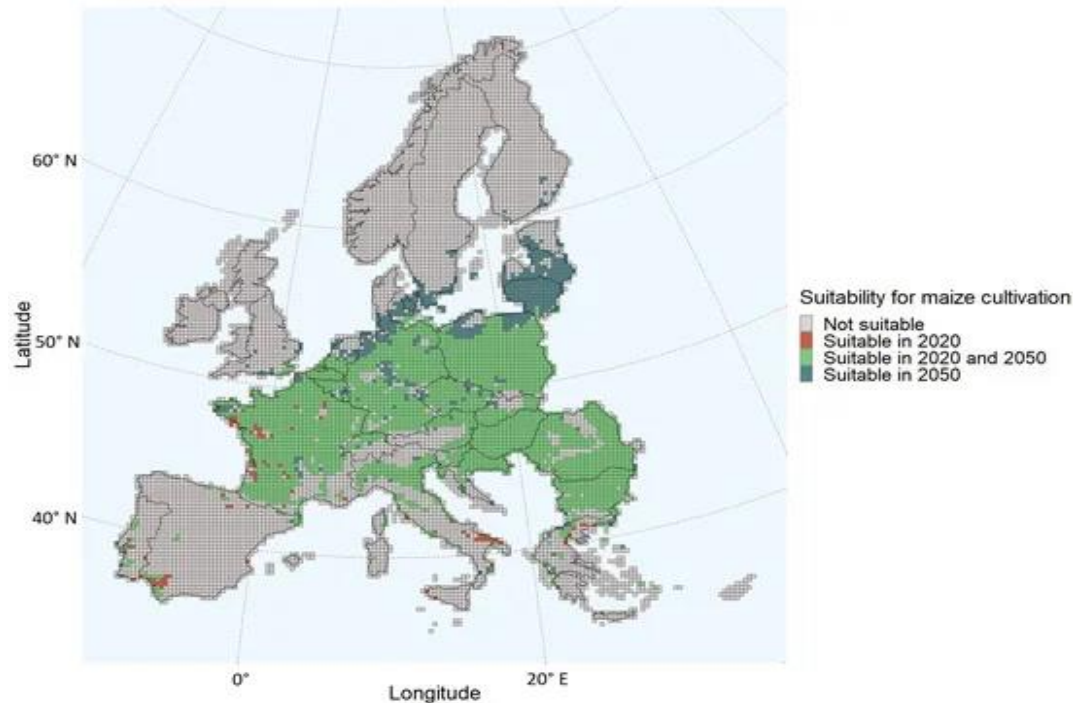 60° N
50° N
40° N
Latitude
0°
20° E
Longitude
Suitability for maize cultivation
Not suitable
Suitable in 2020
Suitable in 2020 and 2050
Suitable in 2050